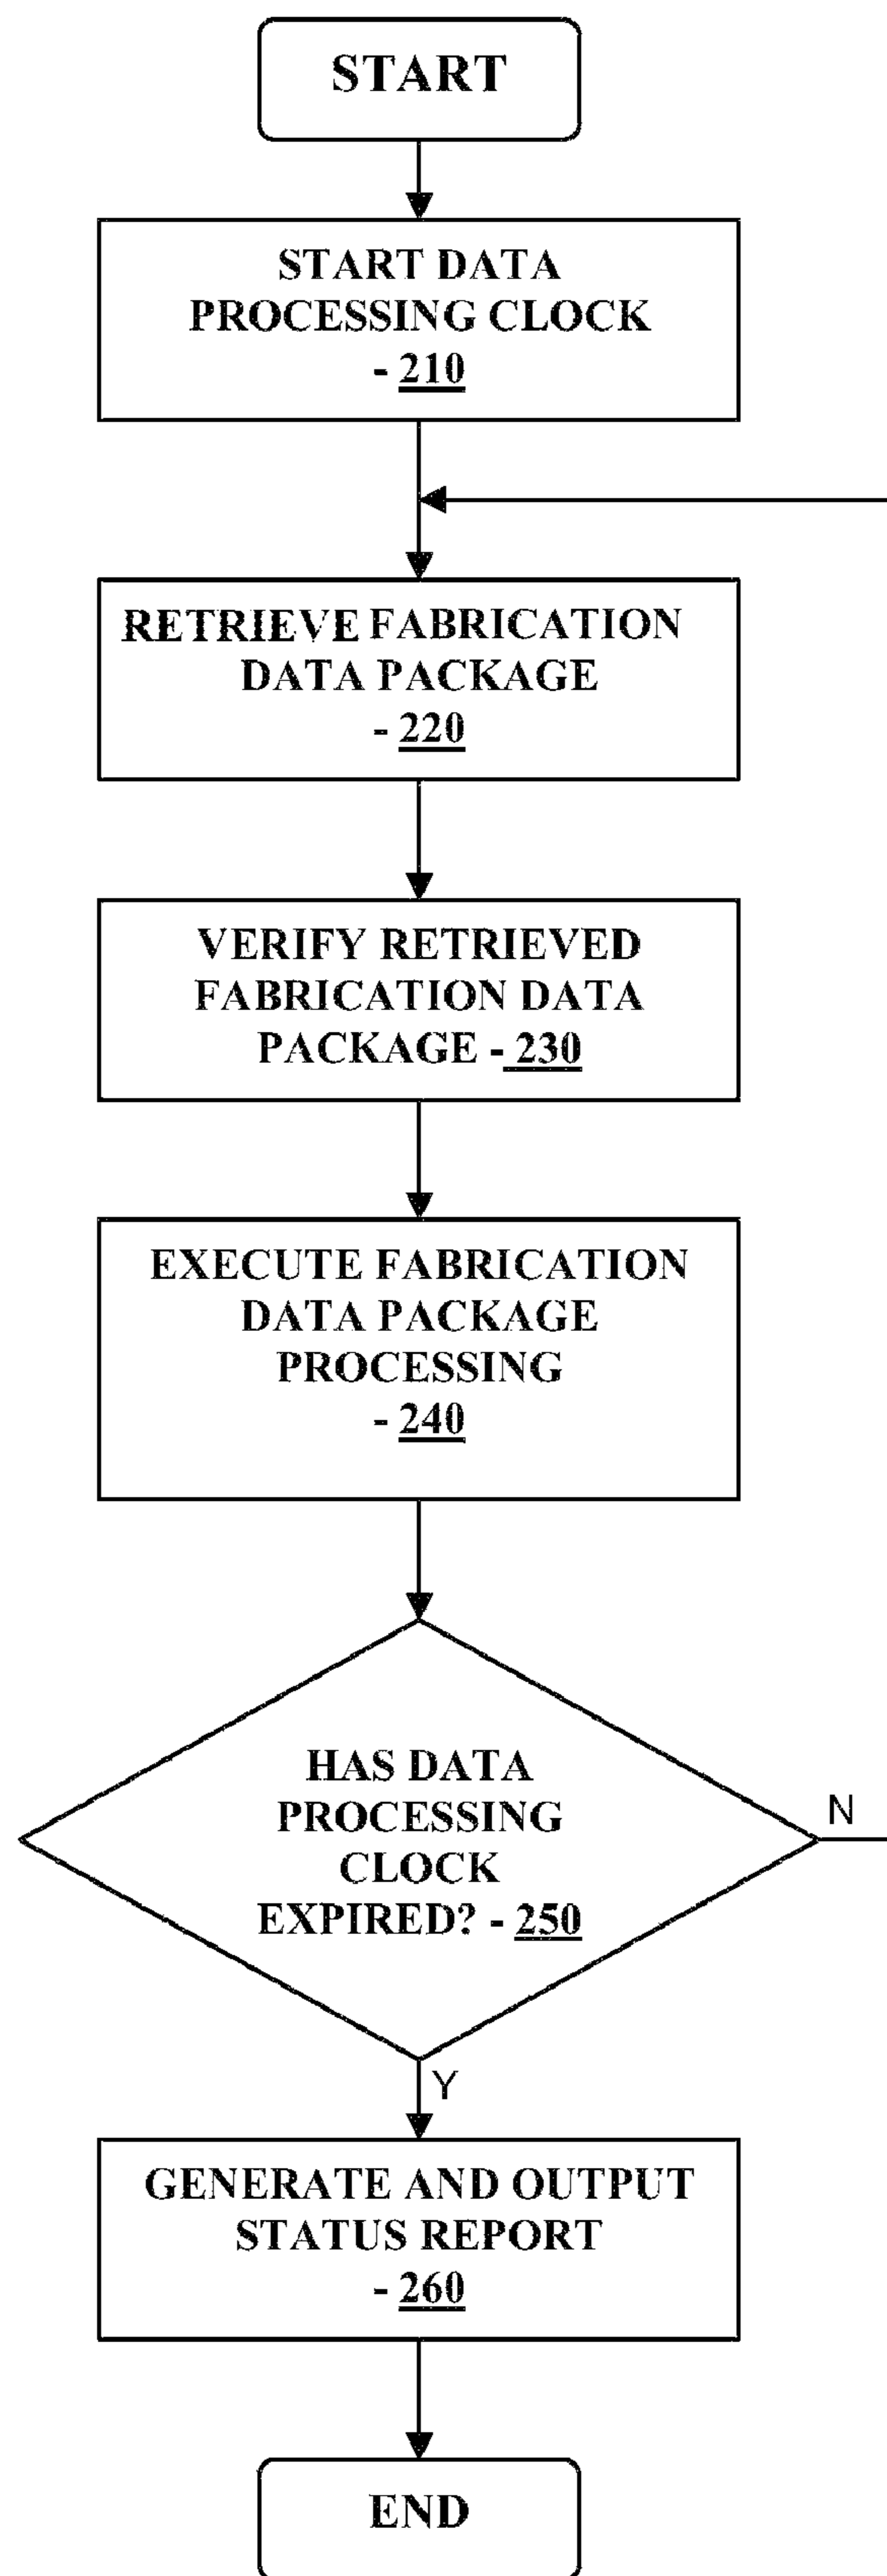 START
START DATA
PROCESSING CLOCK
- 210
RETRIEVE FABRICATION
DATA PACKAGE
- 220
VERIFY RETRIEVED
FABRICATION DATA
PACKAGE - 230
EXECUTE FABRICATION
DATA PACKAGE
PROCESSING
- 240
HAS DATA
PROCESSING
CLOCK
EXPIRED? - 250
N
Y
GENERATE AND OUTPUT
STATUS REPORT
- 260
END